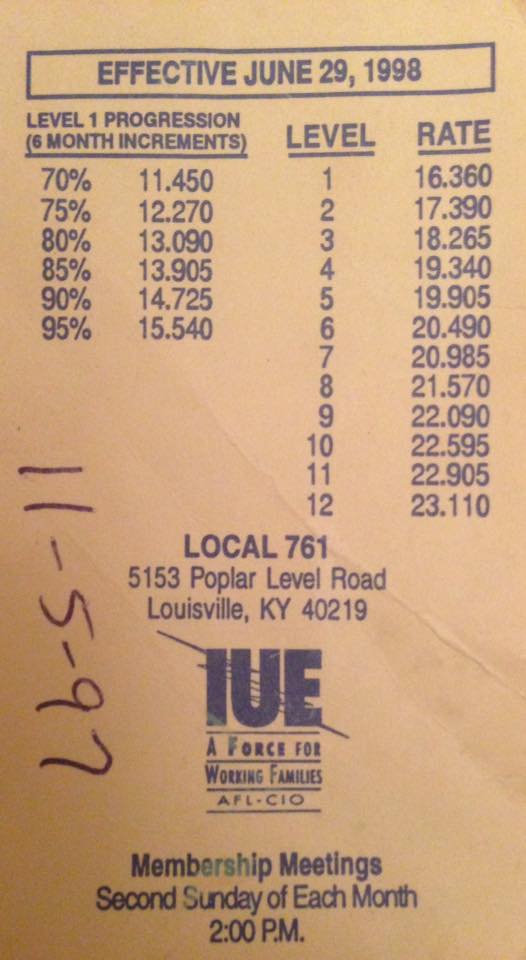 EFFECTIVE JUNE 29, 1998
LEVEL 1 PROGRESSION
(6 MONTH INCREMENTS)
70% 11.450
75% 12.270
80% 13.090
85% 13.905
90% 14.725
95% 15.540
LEVEL RATE
1 16.360
2 17.390
3 18.265
4 19.340
5 19.905
6 20.490
7 20.985
8 21.570
9 22.090
10 22.595
11 22.905
12 23.110
11-5-97
LOCAL 761
5153 Poplar Level Road
Louisville, KY 40219
IUE
A FORCE FOR
WORKING FAMILIES
AFL-CIO
Membership Meetings
Second Sunday of Each Month
2:00 P.M.